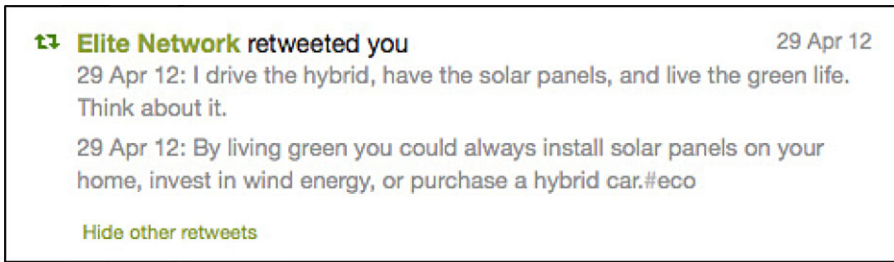 Elite Network retweeted you 29 Apr 12
29 Apr 12: I drive the hybrid, have the solar panels, and live the green life.
Think about it.
29 Apr 12: By living green you could always install solar panels on your
home, invest in wind energy, or purchase a hybrid car.#eco
Hide other retweets